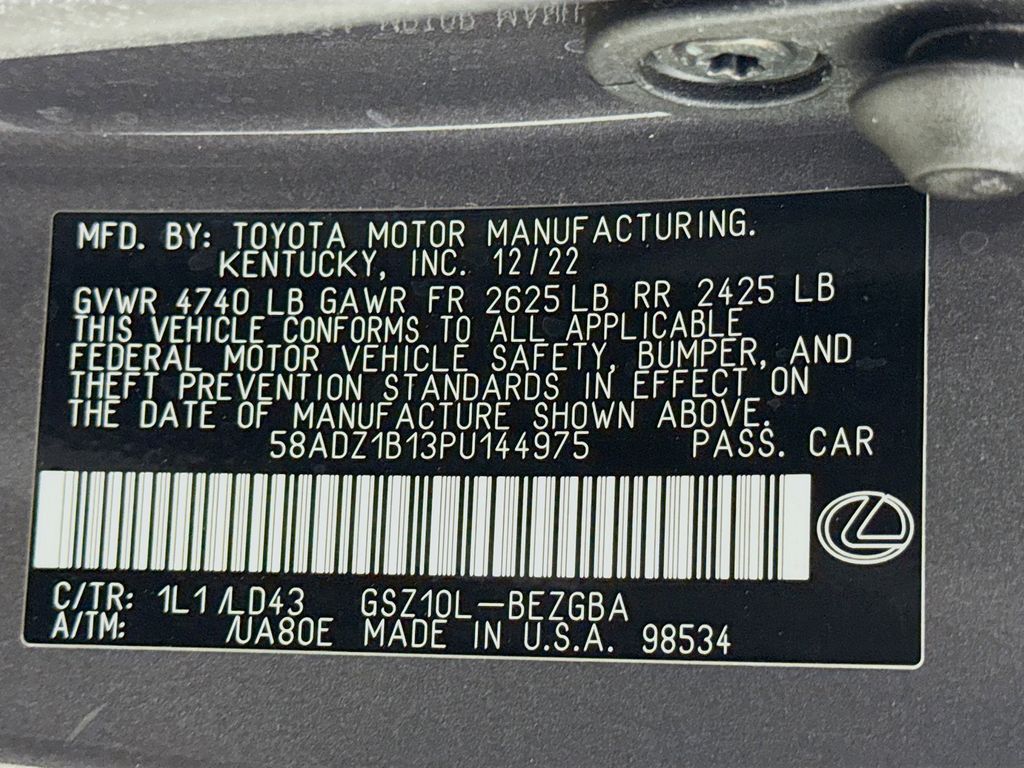 MFD. BY: TOYOTA MOTOR MANUFACTURING.
KENTUCKY, INC. 12/22
GVWR 4740 LB GAWR FR 2625 LB RR 2425 LB
THIS VEHICLE CONFORMS TO ALL APPLICABLE
FEDERAL MOTOR VEHICLE SAFETY, BUMPER, AND
THEFT PREVENTION STANDARDS IN EFFECT ON
THE DATE OF MANUFACTURE SHOWN ABOVE.
58ADZ1B13PU144975 PASS. CAR
C/TR: 1L1/LD43 GSZ10L-BEZGBA
A/TM: /UA80E MADE IN U.S.A. 98534